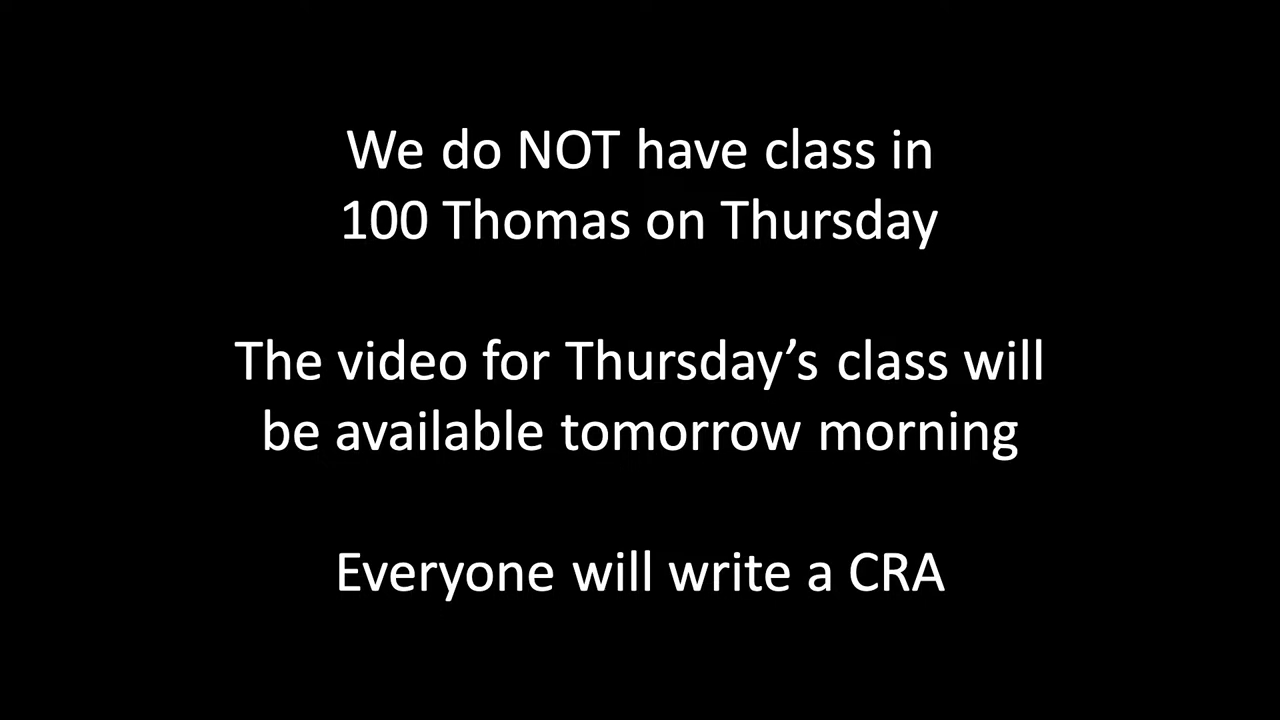 We do NOT have class in
100 Thomas on Thursday
The video for Thursday’s class will
be available tomorrow morning
Everyone will write a CRA